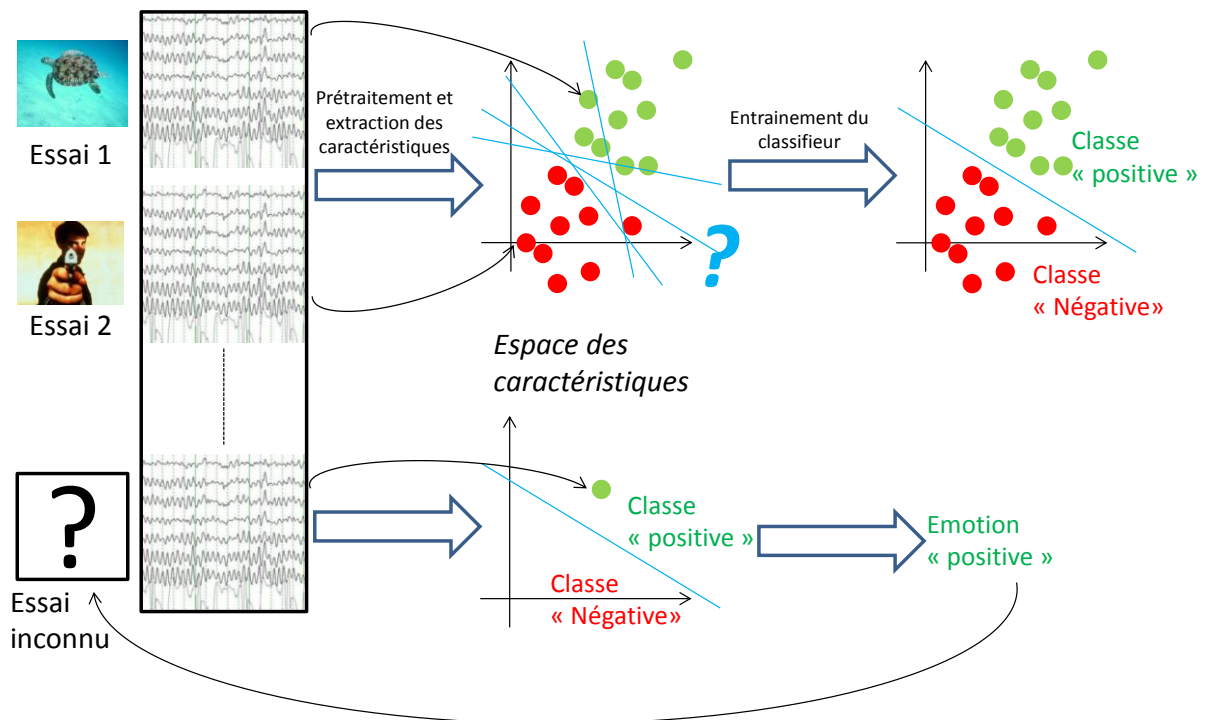 Essai 1
Essai 2
Prétraitement et
extraction des
caractéristiques
?
Entrainement du
classifieur
Classe
« positive »
Classe
« Négative»
Espace des
caractéristiques
?
Essai
inconnu
Classe
« positive »
Classe
« Négative»
Emotion
« positive »